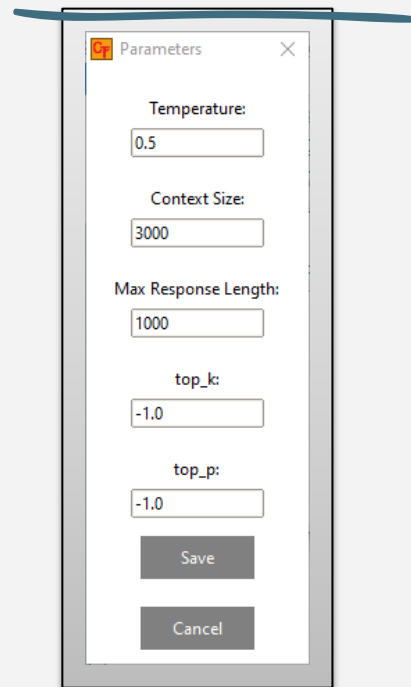 CF Parameters
Temperature:
0.5
Context Size:
3000
Max Response Length:
1000
top_k:
-1.0
top_p:
-1.0
Save
Cancel